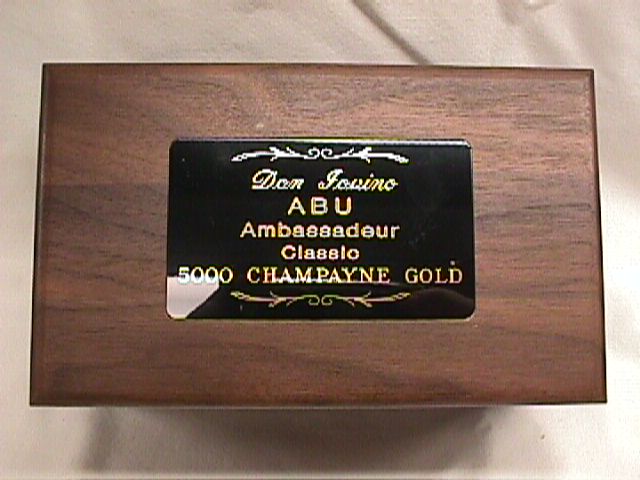 Don Iovino
ABU
Ambassadeur
Classic
5000 CHAMPAYNE GOLD